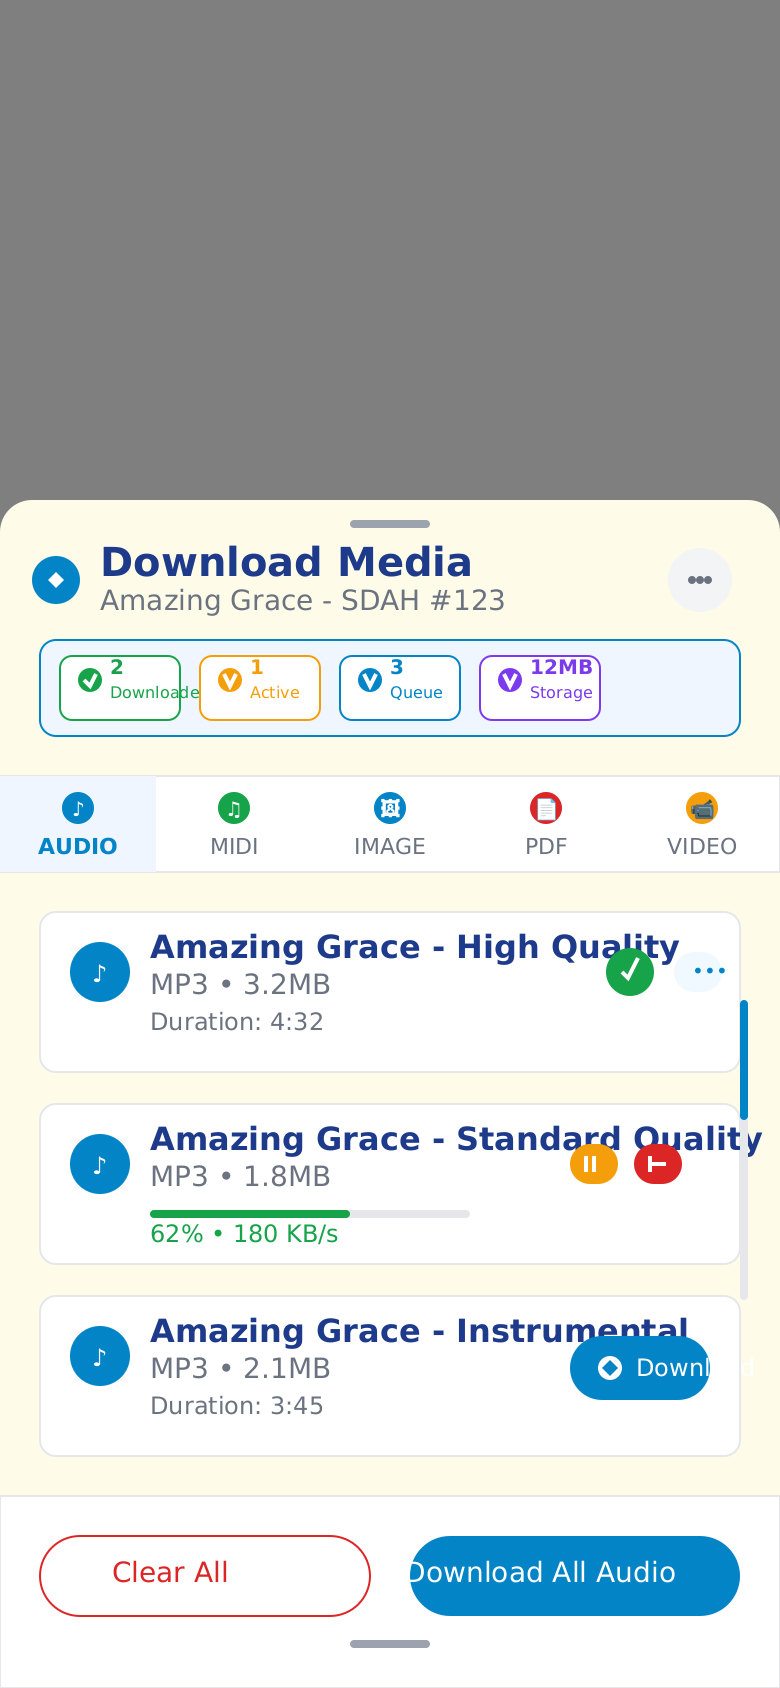 Download Media
Amazing Grace - SDAH #123
2
Downloade
1
Active
3
Queue
12MB
Storage
AUDIO
MIDI
IMAGE
PDF
VIDEO
Amazing Grace - High Quality
MP3 • 3.2MB
Duration: 4:32
Amazing Grace - Standard Quality
MP3 • 1.8MB
62% • 180 KB/s
Amazing Grace - Instrumental
MP3 • 2.1MB
Download
Duration: 3:45
Clear All
Download All Audio